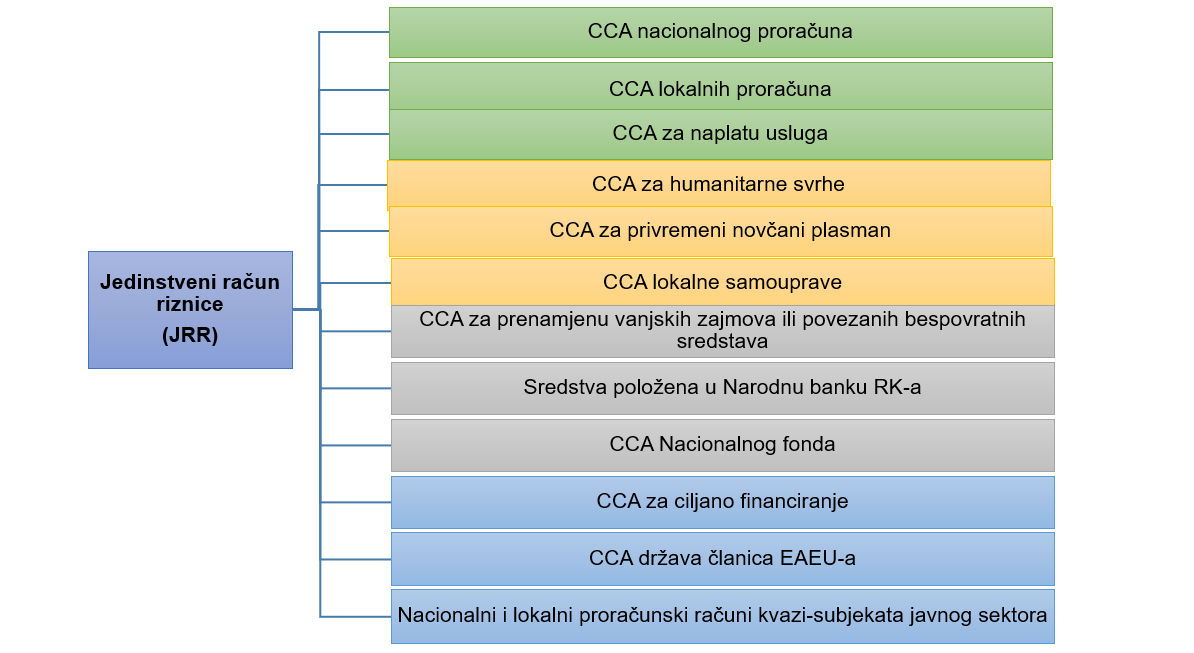 CCA nacionalnog proračuna
CCA lokalnih proračuna
CCA za naplatu usluga
CCA za humanitarne svrhe
CCA za privremeni novčani plasman
Jedinstveni račun
riznice
(JRR)
CCA lokalne samouprave
CCA za prenamjenu vanjskih zajmova ili povezanih bespovratnih
sredstava
Sredstva položena u Narodnu banku RK-a
CCA Nacionalnog fonda
CCA za ciljano financiranje
CCA država članica EAEU-a
Nacionalni i lokalni proračunski računi kvazi-subjekata javnog sektora